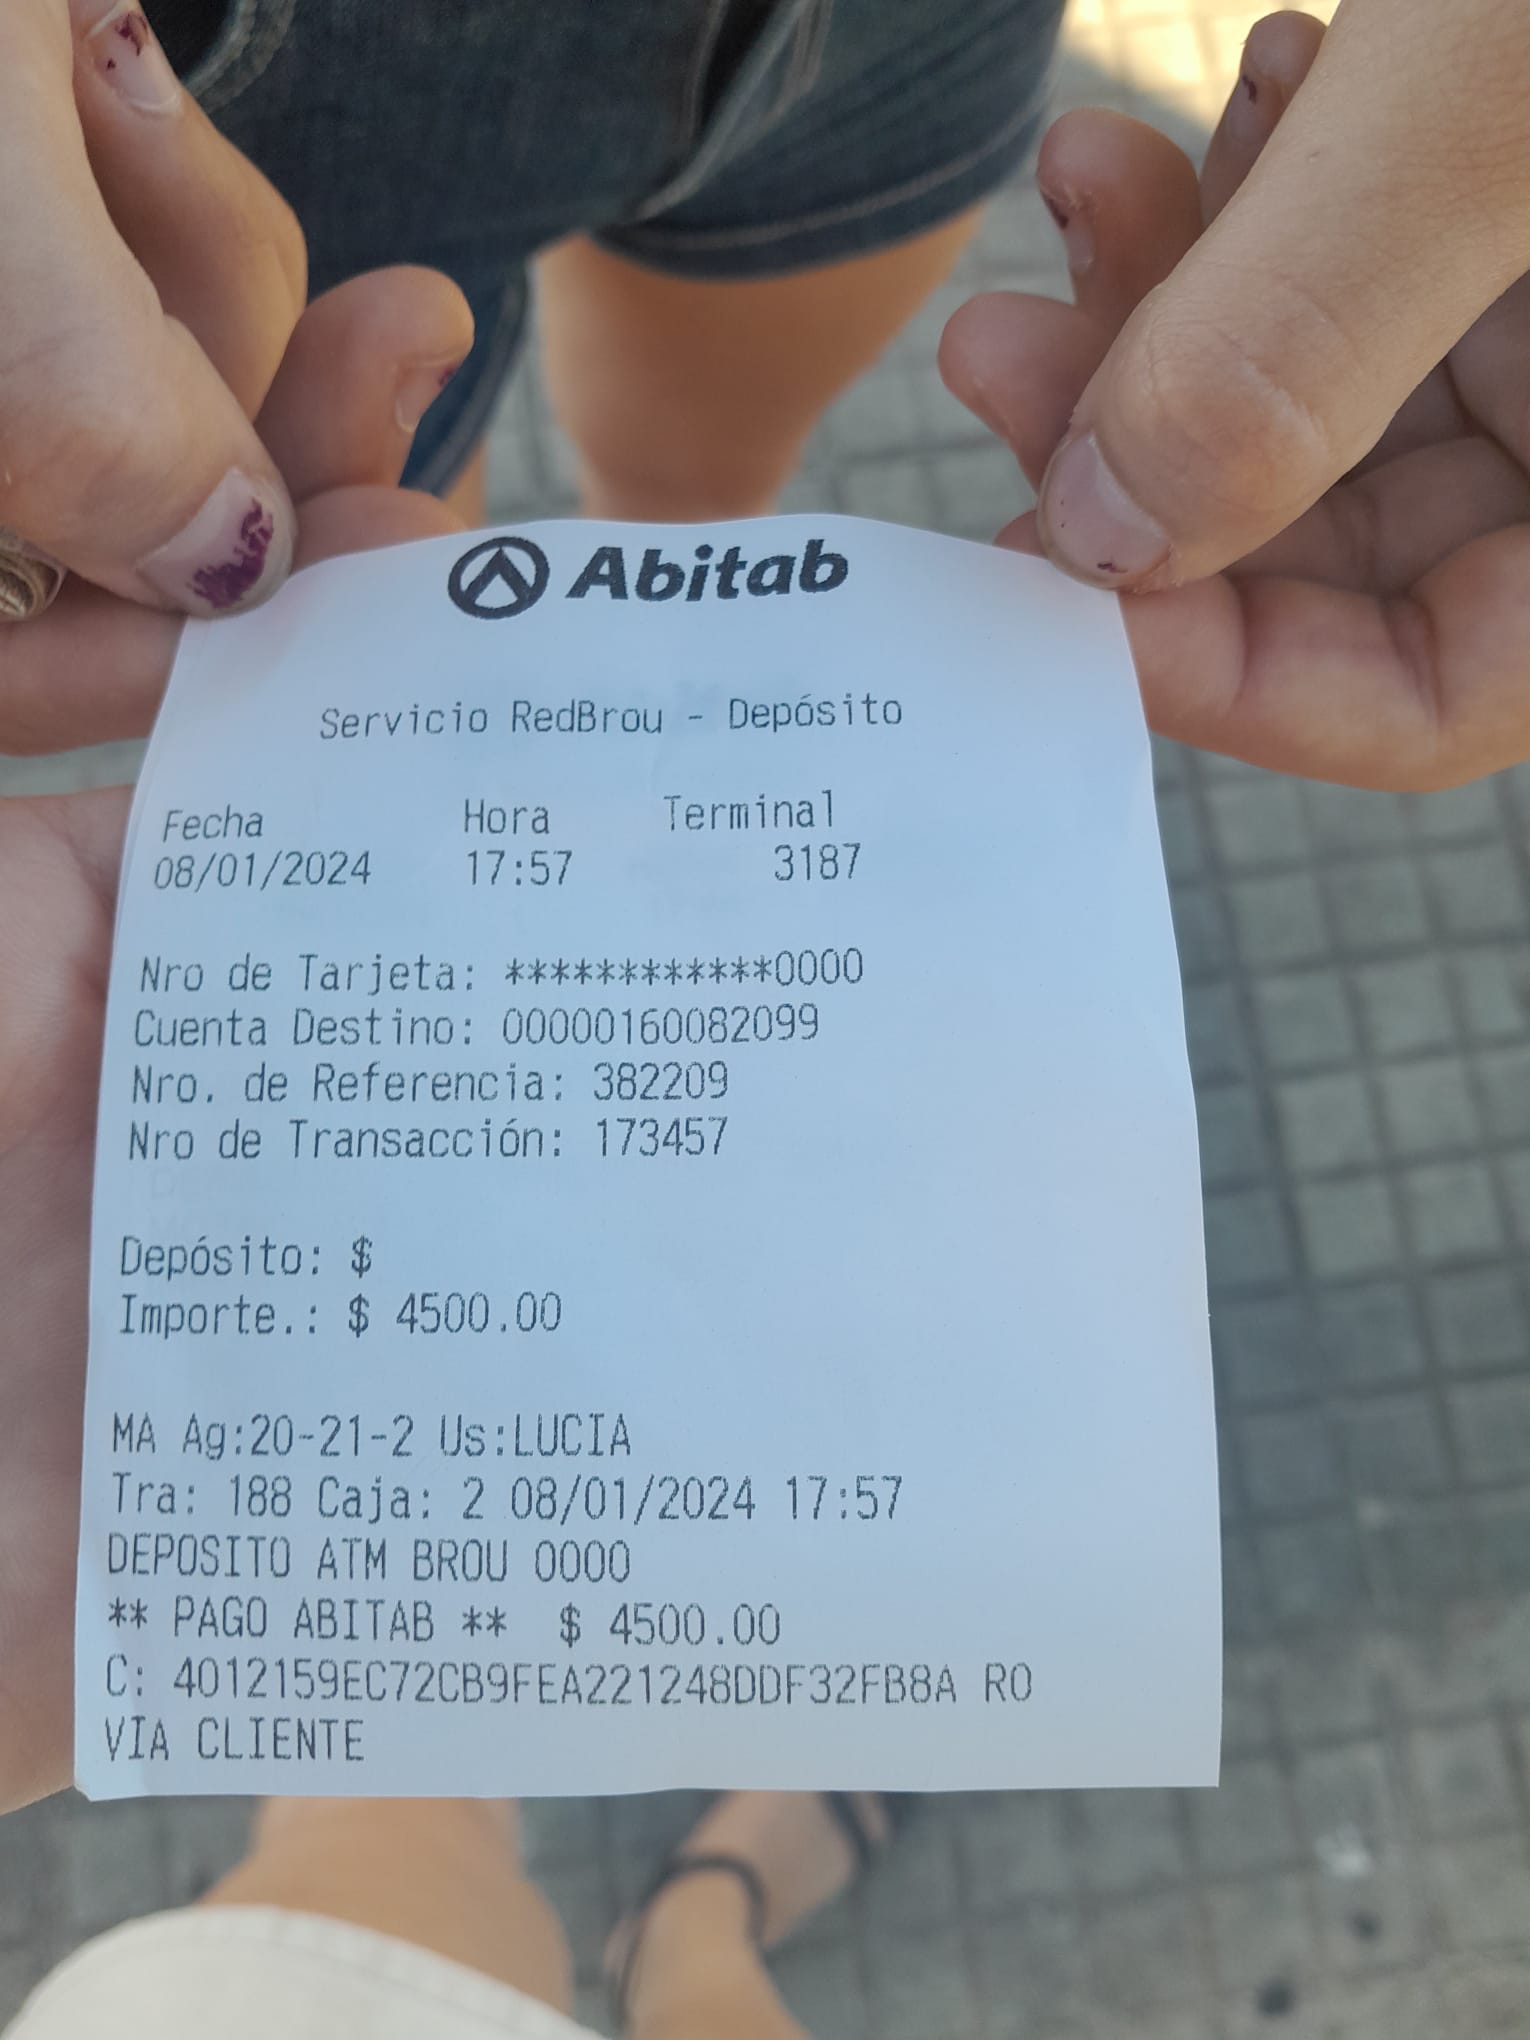 Abitab
Servicio RedBrou - Depósito
Fecha Hora Terminal
08/01/2024 17:57 3187
Nro de Tarjeta: ************0000
Cuenta Destino: 00000160082099
Nro. de Referencia: 382209
Nro de Transacción: 173457
Depósito: $
Importe.: $ 4500.00
MA Ag:20-21-2 Us:LUCIA
Tra: 188 Caja: 2 08/01/2024 17:57
DEPOSITO ATM BROU 0000
** PAGO ABITAB ** $ 4500.00
C: 4012159EC72CB9FEA221248DDF32FB8A RO
VIA CLIENTE